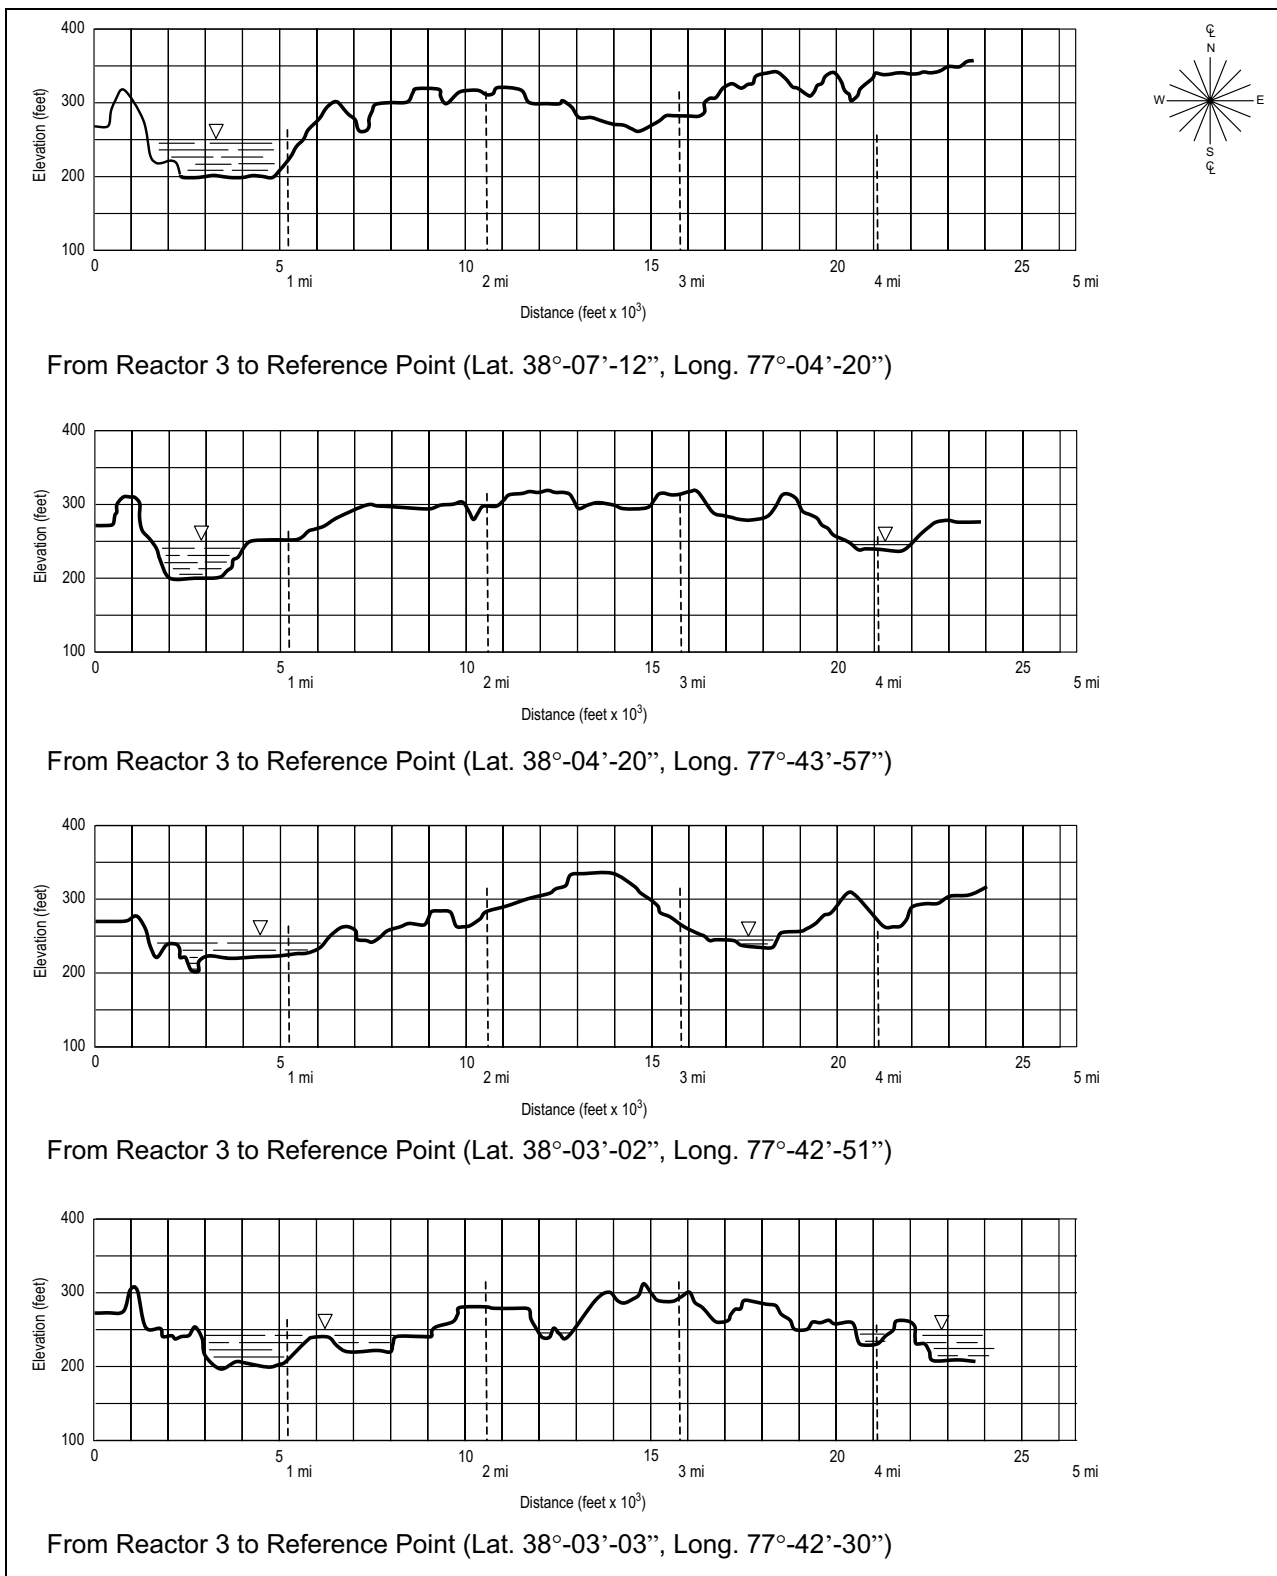 400
300
200
100
Elevation (feet)
0 5 10 15 20 25
1 mi 2 mi 3 mi 4 mi 5 mi
Distance (feet x 10³)
℄
N
W E
S
℄
From Reactor 3 to Reference Point (Lat. 38°-07’-12”, Long. 77°-04’-20”)
400
300
200
100
Elevation (feet)
0 5 10 15 20 25
1 mi 2 mi 3 mi 4 mi 5 mi
Distance (feet x 10³)
From Reactor 3 to Reference Point (Lat. 38°-04’-20”, Long. 77°-43’-57”)
400
300
200
100
Elevation (feet)
0 5 10 15 20 25
1 mi 2 mi 3 mi 4 mi 5 mi
Distance (feet x 10³)
From Reactor 3 to Reference Point (Lat. 38°-03’-02”, Long. 77°-42’-51”)
400
300
200
100
Elevation (feet)
0 5 10 15 20 25
1 mi 2 mi 3 mi 4 mi 5 mi
Distance (feet x 10³)
From Reactor 3 to Reference Point (Lat. 38°-03’-03”, Long. 77°-42’-30”)